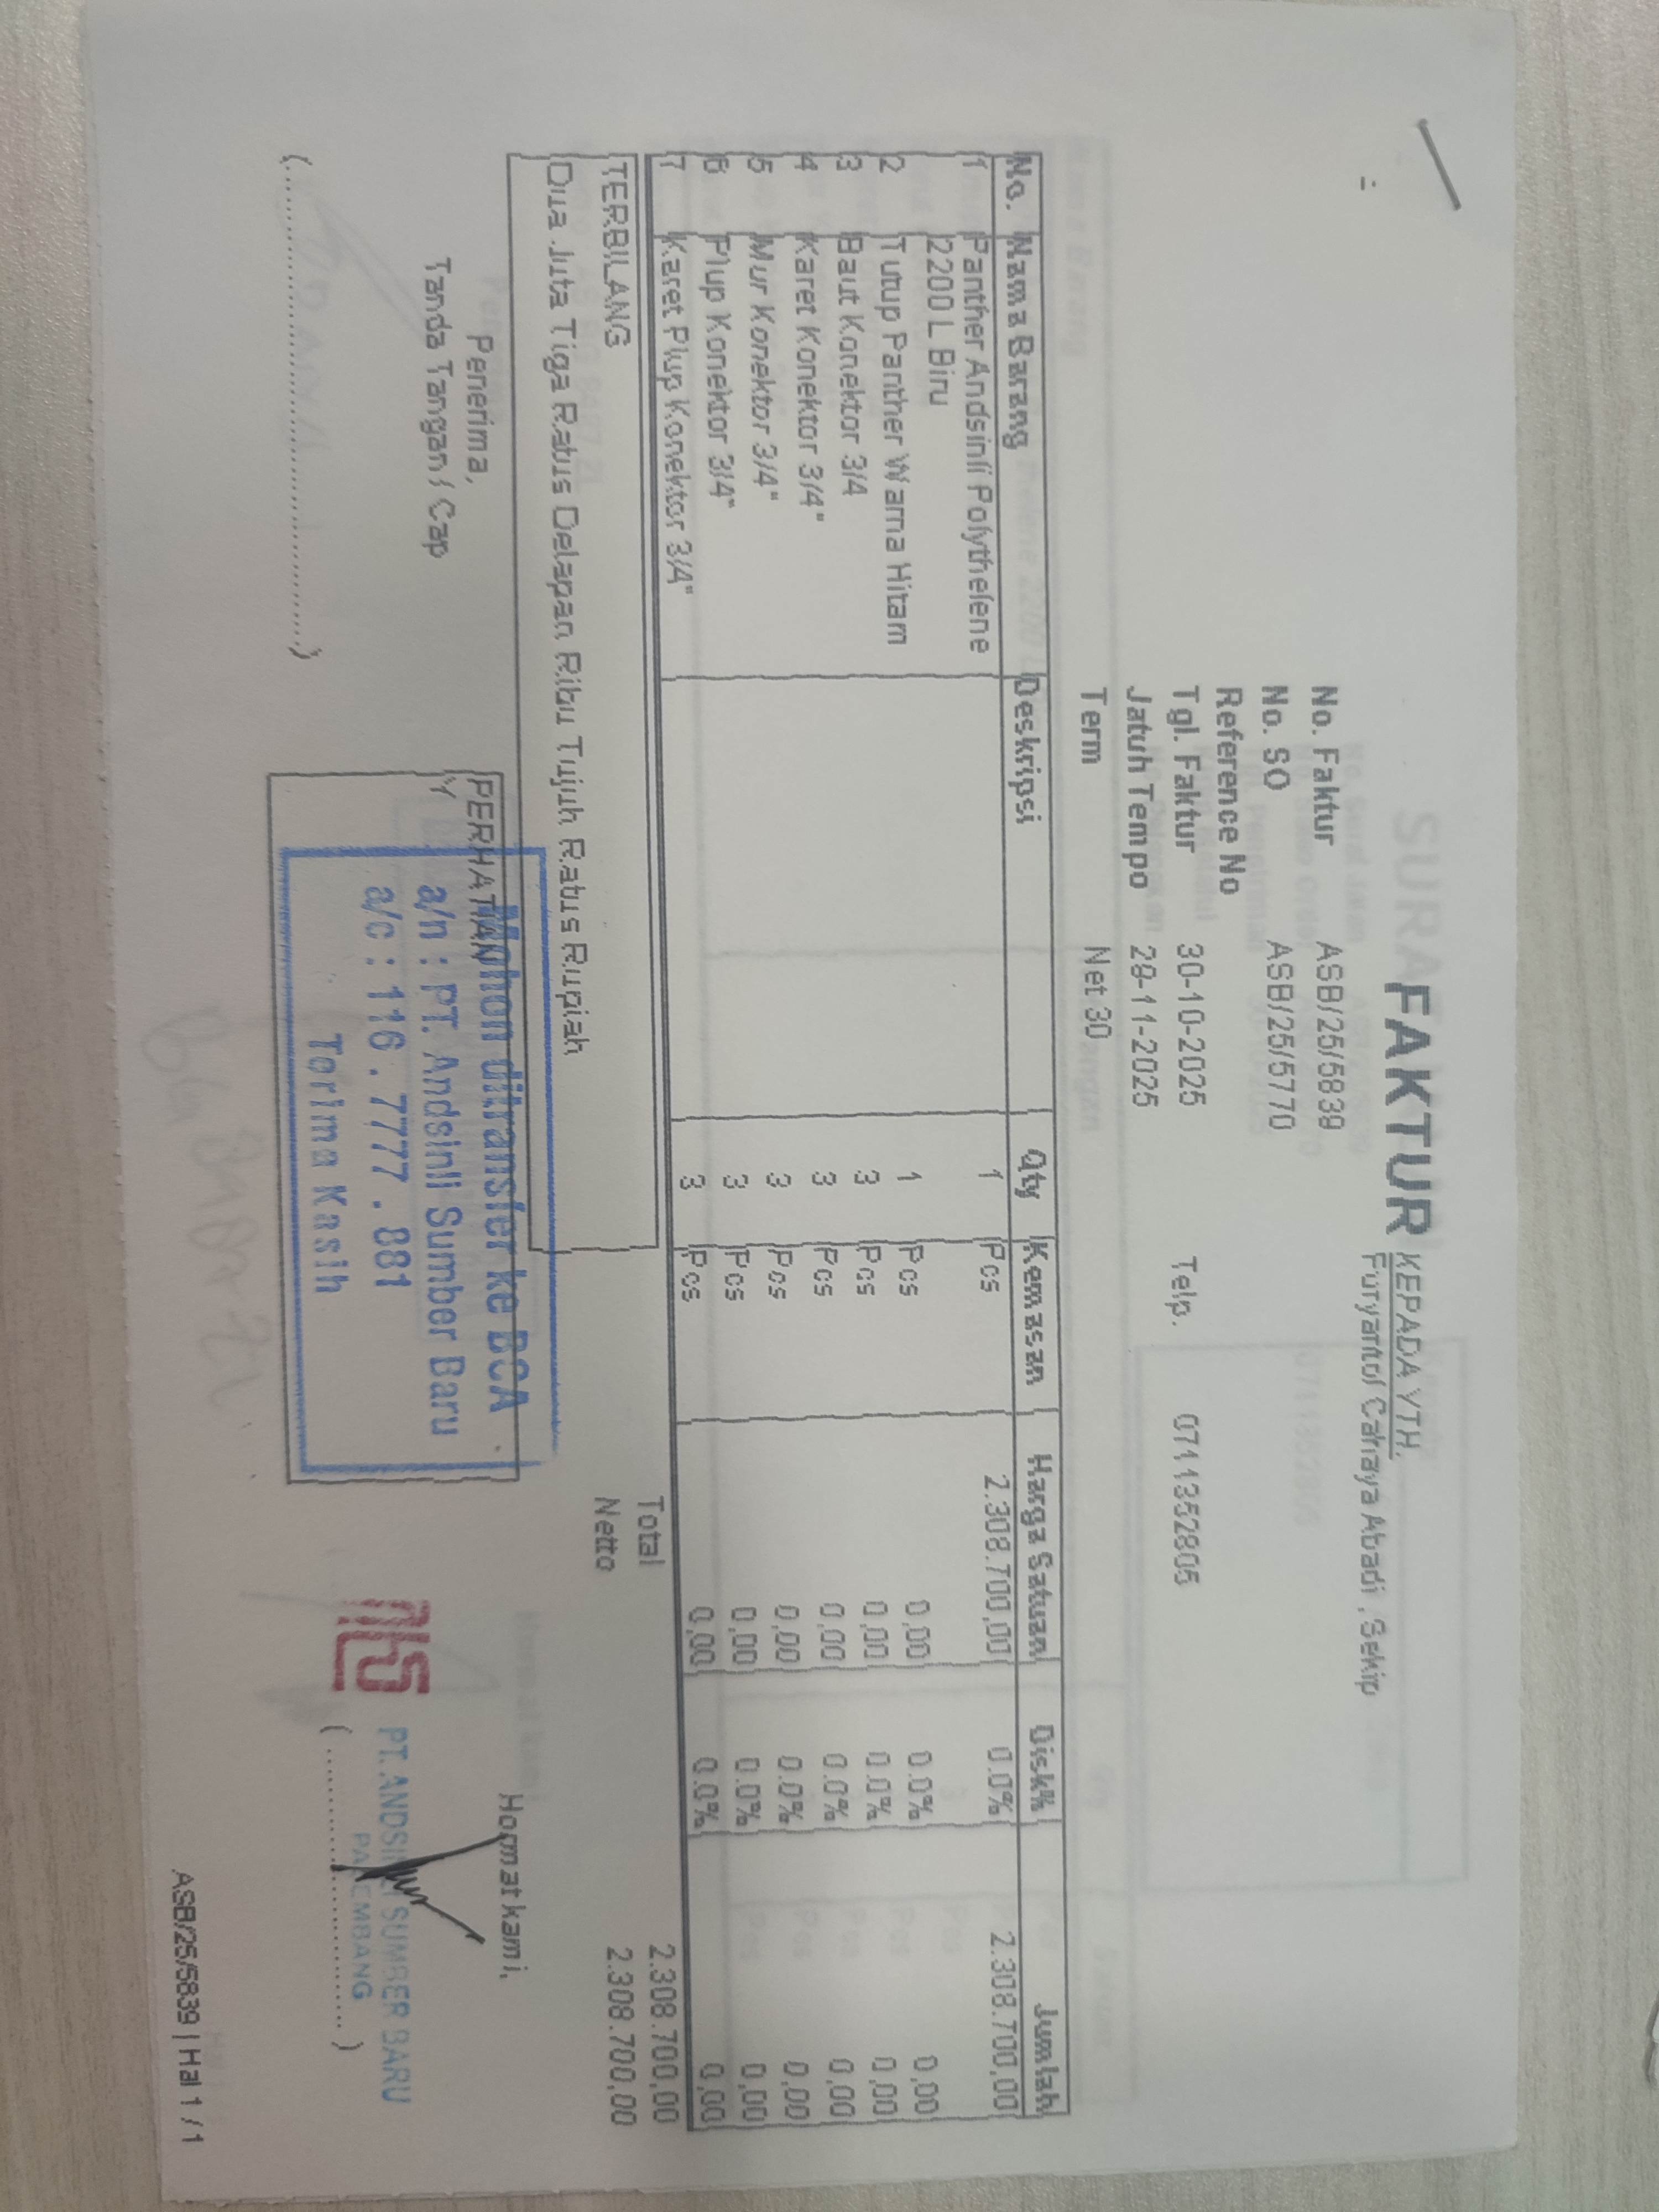 FAKTUR
KEPADA YTH.
No. Faktur ASB/25/5839
No. SO ASB/25/5770
Reference No
Tgl. Faktur 30-10-2025
Jatuh Tempo 29-11-2025
Term Net 30
Cahaya Abadi ,Sekip
Telp. 0711352805
No. Nama Barang Deskripsi Qty Kemasan Harga Satuan Disk% Jumlah
1 Panther Andsinli Polythelene 1 Pcs 2.308.700,00 0.0% 2.308.700,00
2200 L Biru
2 Tutup Panther Warna Hitam 1 Pcs 0,00 0.0% 0,00
3 Baut Konektor 3/4 3 Pcs 0,00 0.0% 0,00
4 Karet Konektor 3/4" 3 Pcs 0,00 0.0% 0,00
5 Mur Konektor 3/4" 3 Pcs 0,00 0.0% 0,00
6 Plup Konektor 3/4" 3 Pcs 0,00 0.0% 0,00
7 Karet Plup Konektor 3/4" 3 Pcs 0,00 0.0% 0,00
TERBILANG
Dua Juta Tiga Ratus Delapan Ribu Tujuh Ratus Rupiah
Total 2.308.700,00
Netto 2.308.700,00
Penerima,
Tanda Tangan / Cap
(..............................)
PERHATIAN
Y
Mohon ditransfer ke BCA
a/n : PT. Andsinli Sumber Baru
a/c : 116 . 7777 . 881
Terima Kasih
Hormat kami,
PT. ANDSINLI SUMBER BARU
PALEMBANG
(..............................)
ASB/25/5839 | Hal 1 / 1